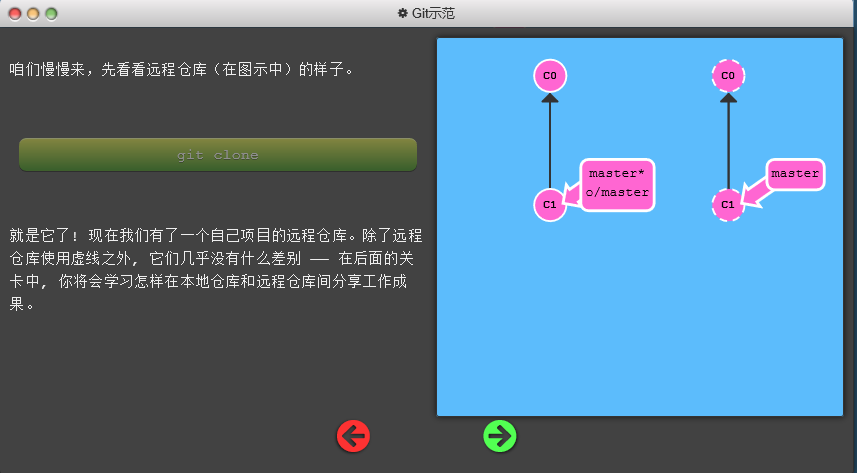 Git示范
咱们慢慢来，先看看远程仓库（在图示中）的样子。
git clone
就是它了! 现在我们有了一个自己项目的远程仓库。除了远程
仓库使用虚线之外, 它们几乎没有什么差别 —— 在后面的关
卡中, 你将会学习怎样在本地仓库和远程仓库间分享工作成
果。
C0
C1
master*
o/master
C0
C1
master